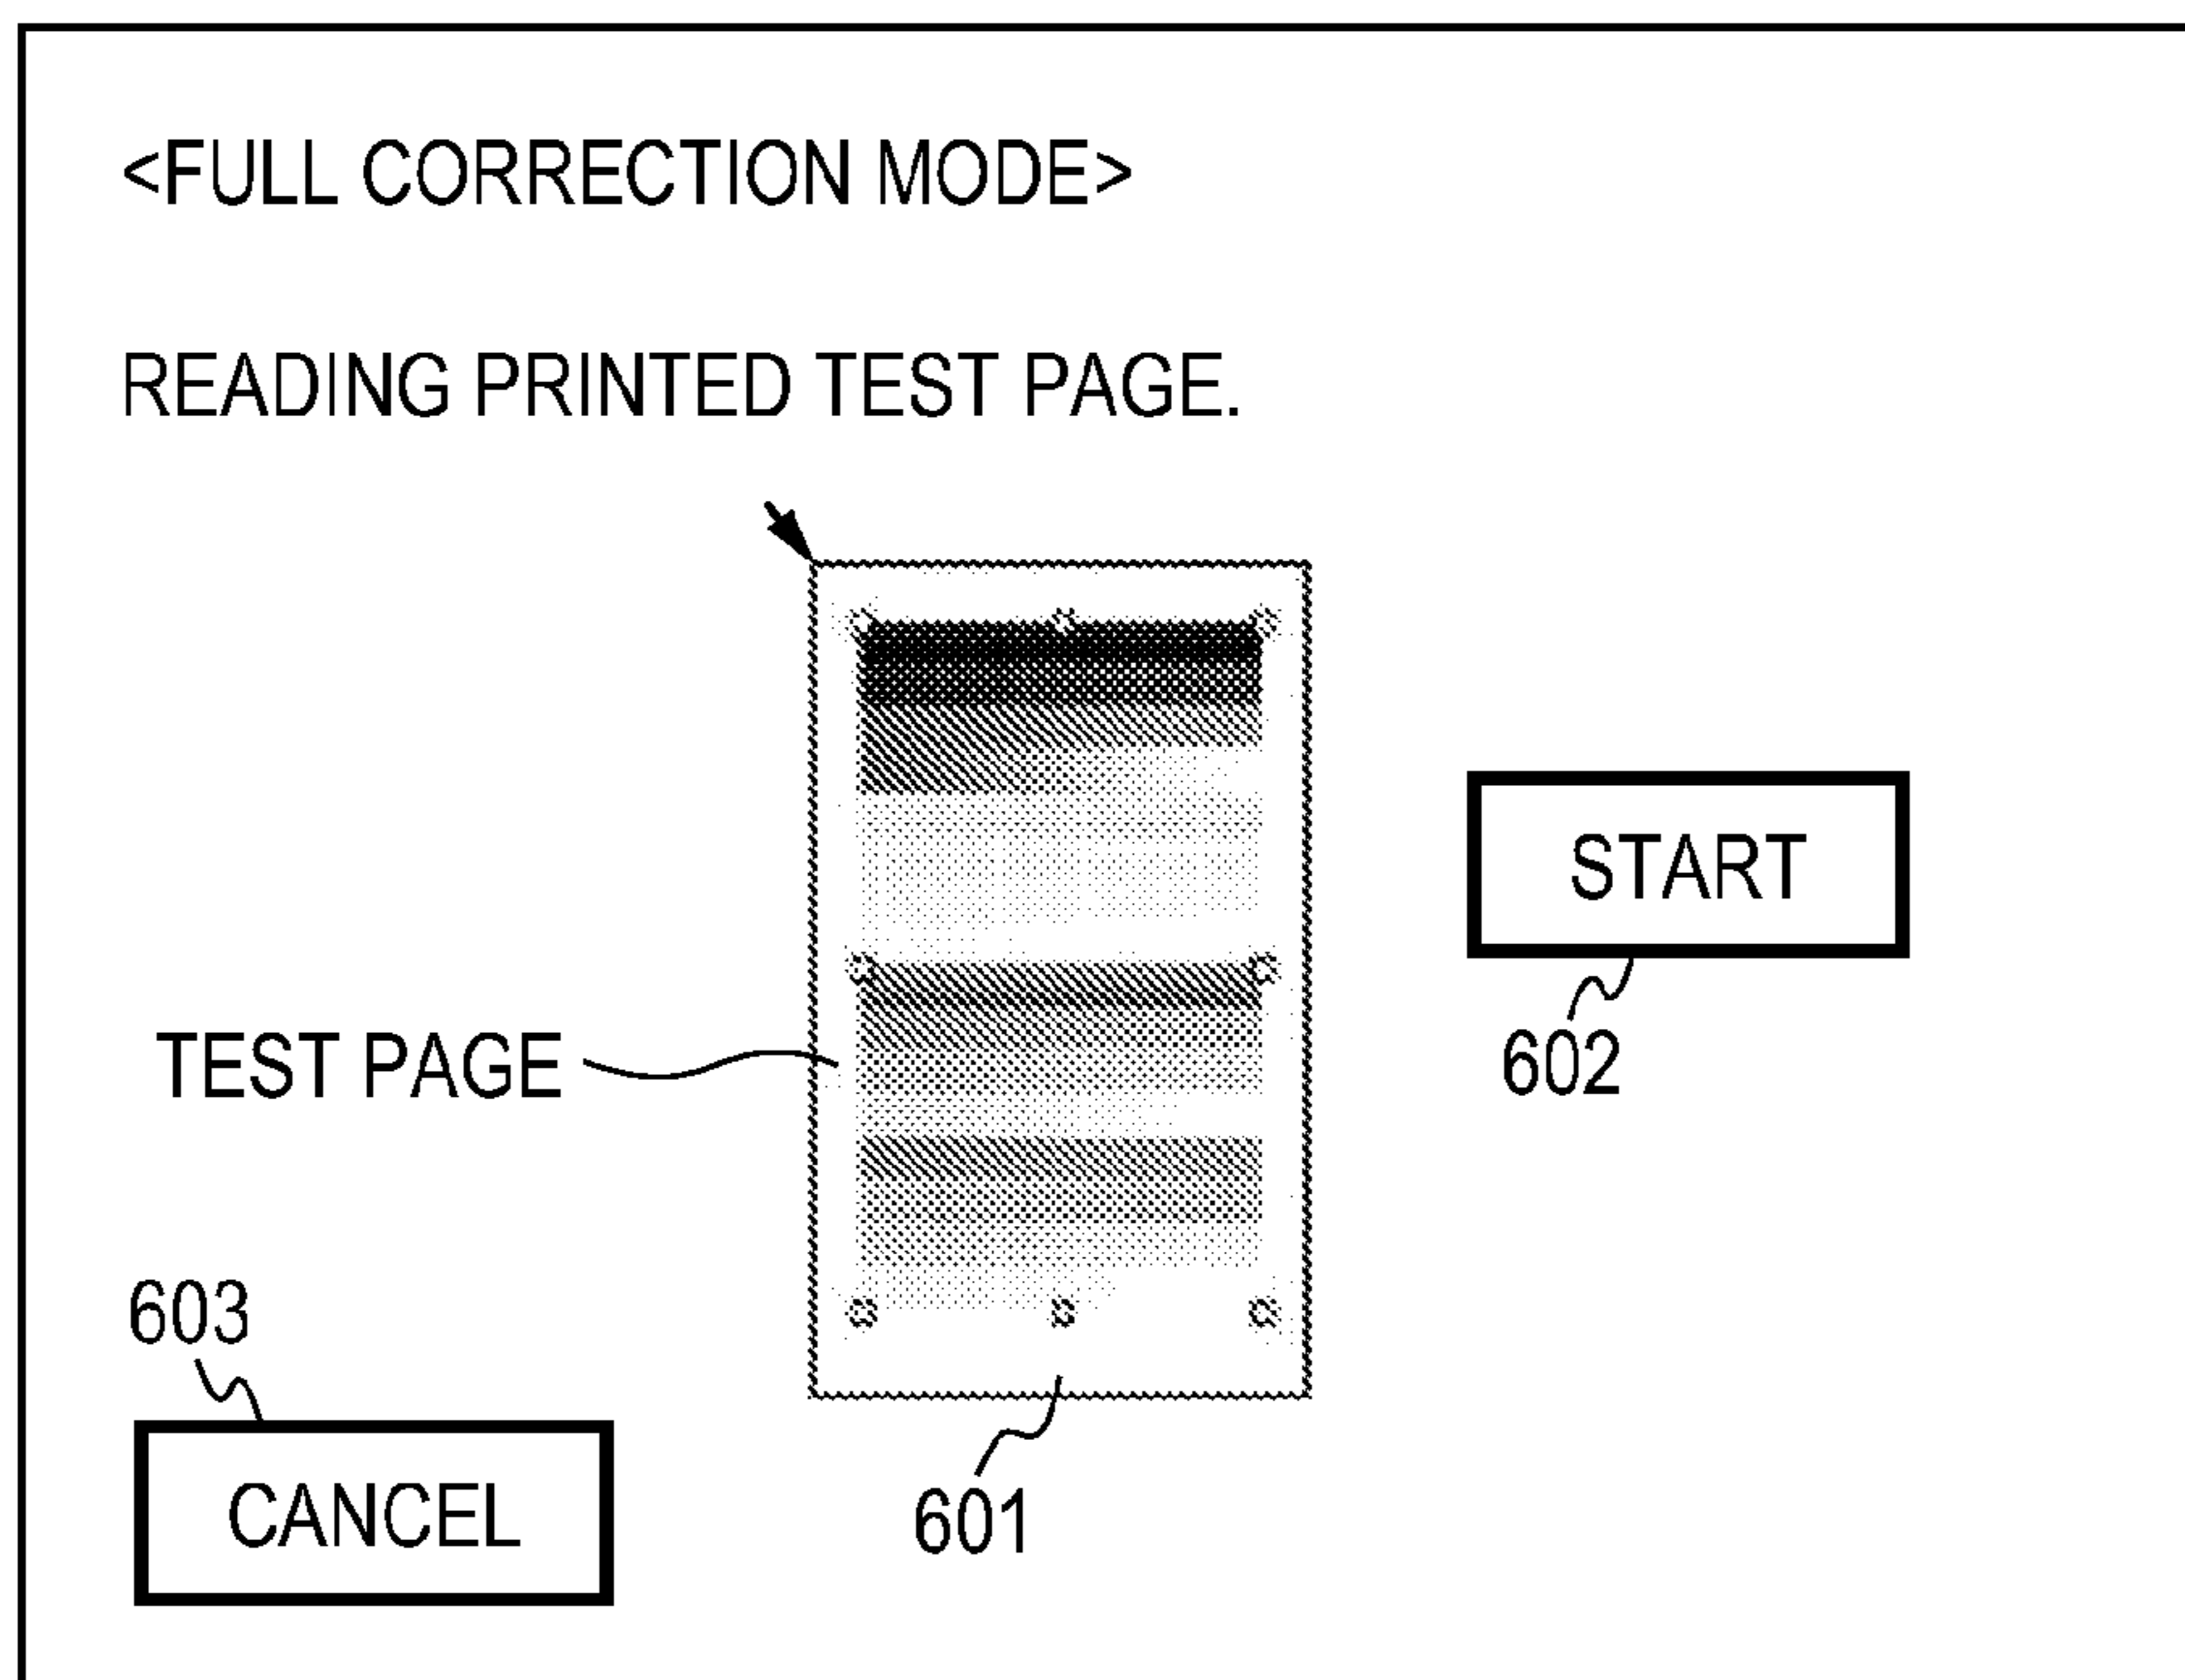 <FULL CORRECTION MODE>
READING PRINTED TEST PAGE.
START
602
TEST PAGE
603
CANCEL
601